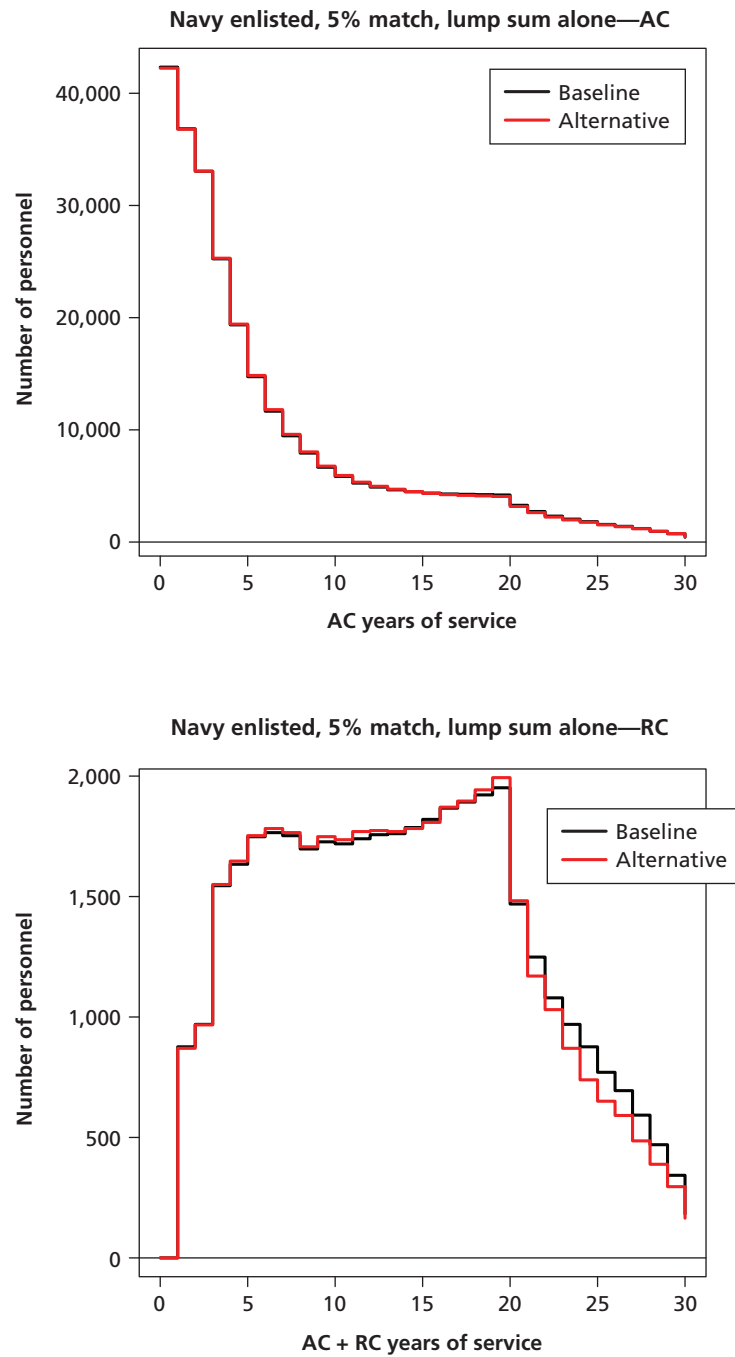 Navy enlisted, 5% match, lump sum alone—AC
Baseline
Alternative
40,000
30,000
20,000
10,000
0
Number of personnel
0 5 10 15 20 25 30
AC years of service
Navy enlisted, 5% match, lump sum alone—RC
Baseline
Alternative
2,000
1,500
1,000
500
0
Number of personnel
0 5 10 15 20 25 30
AC + RC years of service